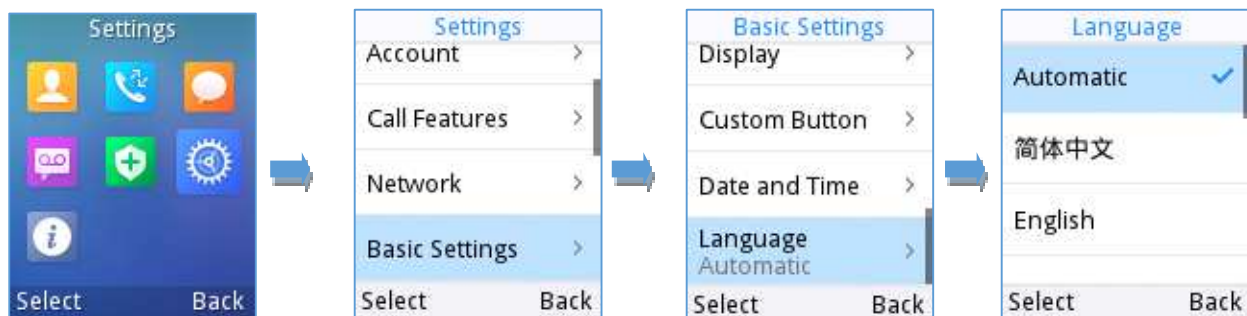 Settings
Select Back
Settings
Account
Call Features
Network
Basic Settings
Select Back
Basic Settings
Display
Custom Button
Date and Time
Language
Automatic
Select Back
Language
Automatic
简体中文
English
Select Back